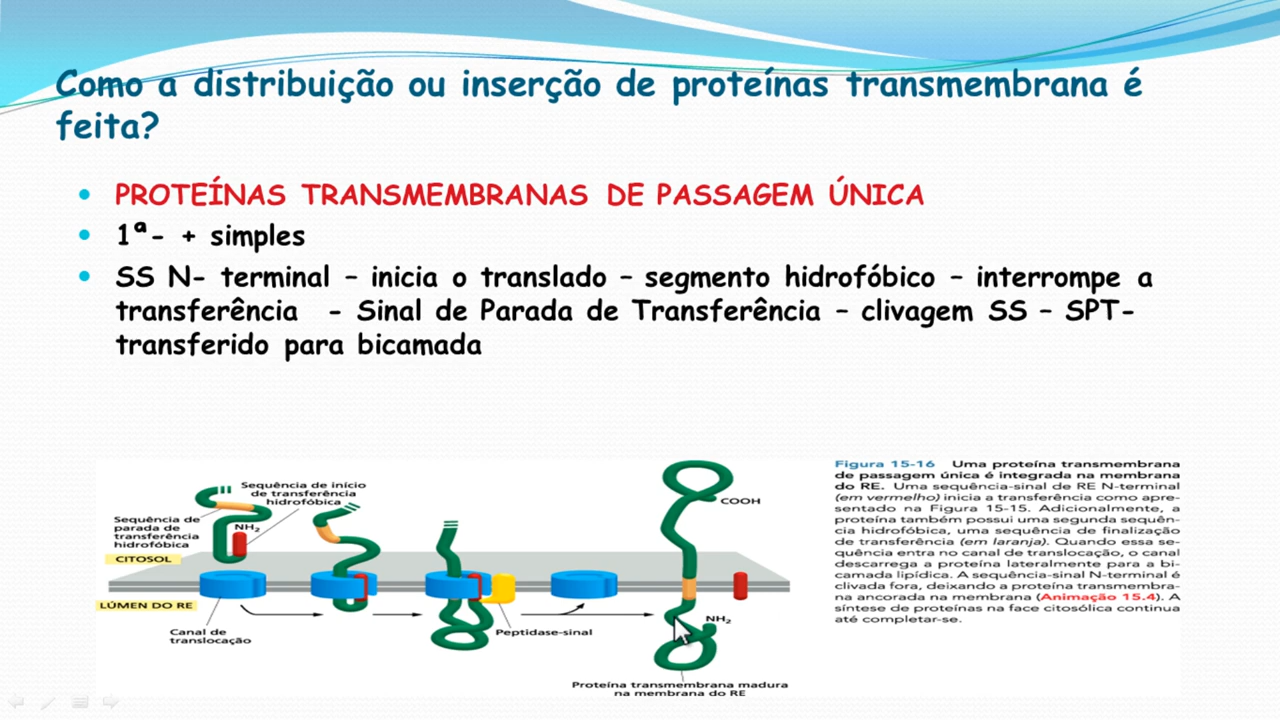 Como a distribuição ou inserção de proteínas transmembrana é
feita?
PROTEÍNAS TRANSMEMBRANAS DE PASSAGEM ÚNICA
1ª- + simples
SS N- terminal – inicia o translado – segmento hidrofóbico – interrompe a
transferência - Sinal de Parada de Transferência – clivagem SS – SPT-
transferido para bicamada
Sequência de início
de transferência
hidrofóbica
Sequência de
parada de
transferência
hidrofóbica
NH2
CITOSOL
LÚMEN DO RE
Canal de
translocação
Peptidase-sinal
COOH
NH2
Proteína transmembrana madura
na membrana do RE
Figura 15-16 Uma proteína transmembrana
de passagem única é integrada na membrana
do RE. Uma sequência-sinal de RE N-terminal
(em vermelho) inicia a transferência como apre-
sentado na Figura 15-15. Adicionalmente, a
proteína também possui uma segunda sequên-
cia hidrofóbica, uma sequência de finalização
de transferência (em laranja). Quando essa se-
quência entra no canal de translocação, o canal
descarrega a proteína lateralmente para a bi-
camada lipídica. A sequência-sinal N-terminal é
clivada fora, deixando a proteína transmembra-
na ancorada na membrana (Animação 15.4). A
síntese de proteínas na face citosólica continua
até completar-se.